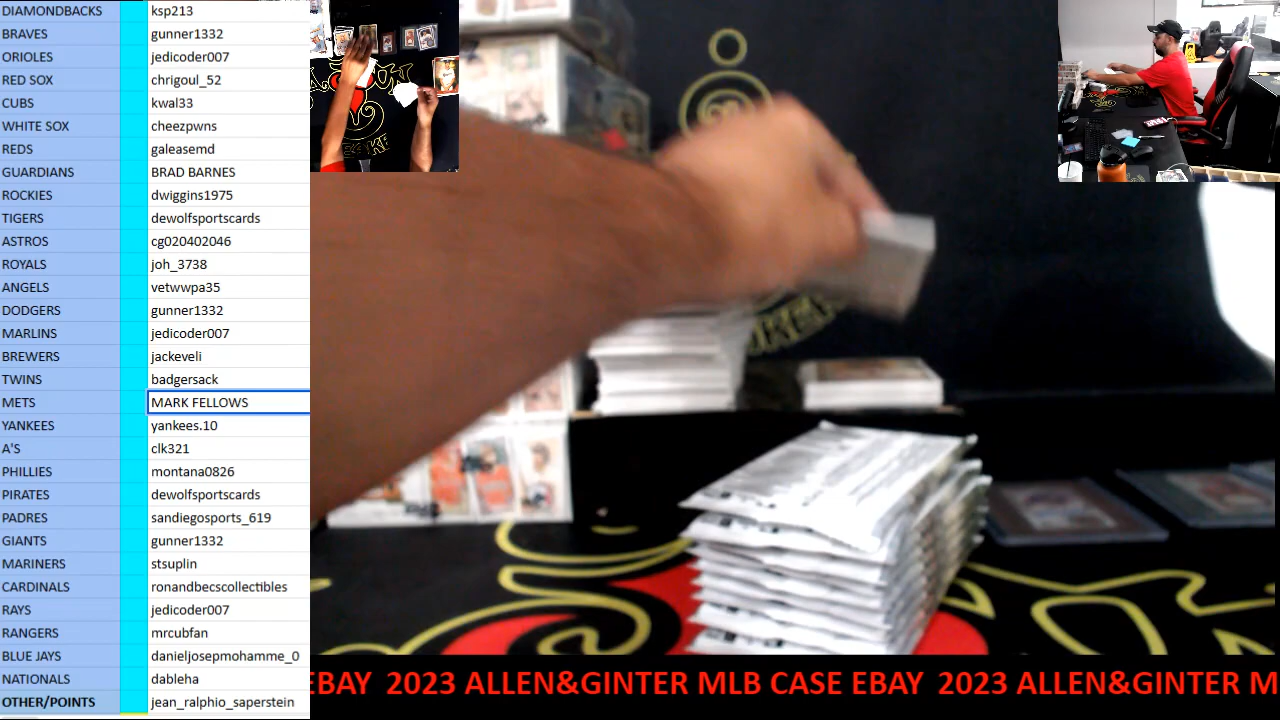 DIAMONDBACKS ksp213
BRAVES gunner1332
ORIOLES jedicoder007
RED SOX chrigoul_52
CUBS kwal33
WHITE SOX cheezpwns
REDS galeasemd
GUARDIANS BRAD BARNES
ROCKIES dwiggins1975
TIGERS dewolfsportscards
ASTROS cg020402046
ROYALS joh_3738
ANGELS vetwwpa35
DODGERS gunner1332
MARLINS jedicoder007
BREWERS jackeveli
TWINS badgersack
METS MARK FELLOWS
YANKEES yankees.10
A'S clk321
PHILLIES montana0826
PIRATES dewolfsportscards
PADRES sandiegosports_619
GIANTS gunner1332
MARINERS stsuplin
CARDINALS ronandbecscollectibles
RAYS jedicoder007
RANGERS mrcubfan
BLUE JAYS danieljosepmohamme_0
NATIONALS dableha
OTHER/POINTS jean_ralphio_saperstein
EBAY 2023 ALLEN&GINTER MLB CASE EBAY 2023 ALLEN&GINTER M